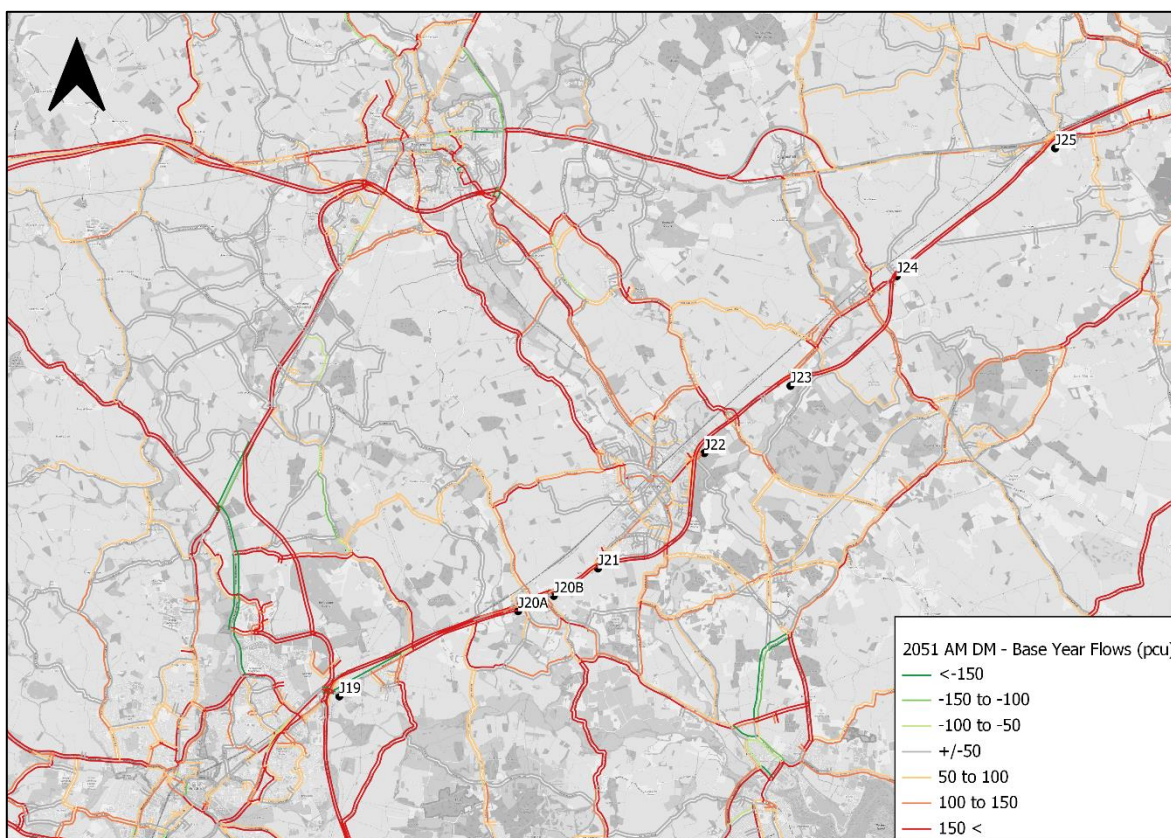 J25
J24
J23
J22
J21
J20B
J20A
J19
2051 AM DM - Base Year Flows (pcu)
<-150
-150 to -100
-100 to -50
+/-50
50 to 100
100 to 150
150 <